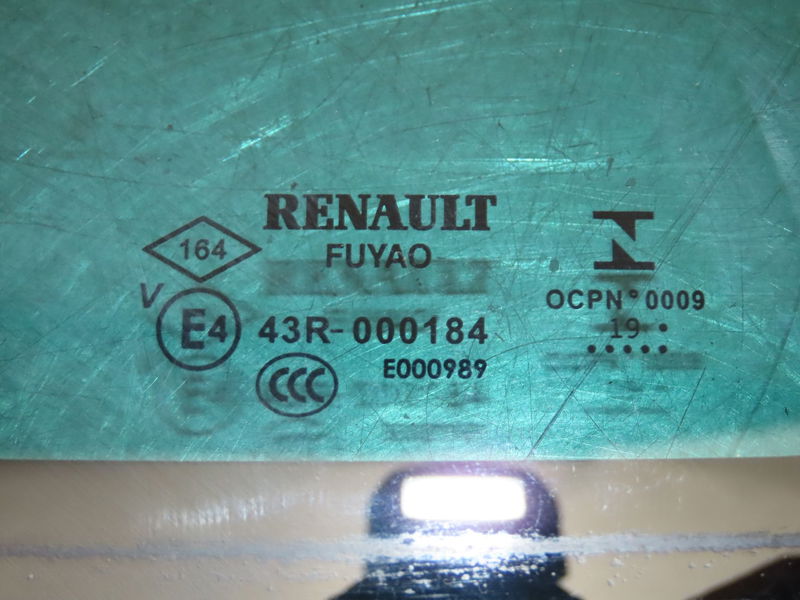 RENAULT
164
FUYAO
V
E4
43R-000184
E000989
CCC
OCPN°0009
19